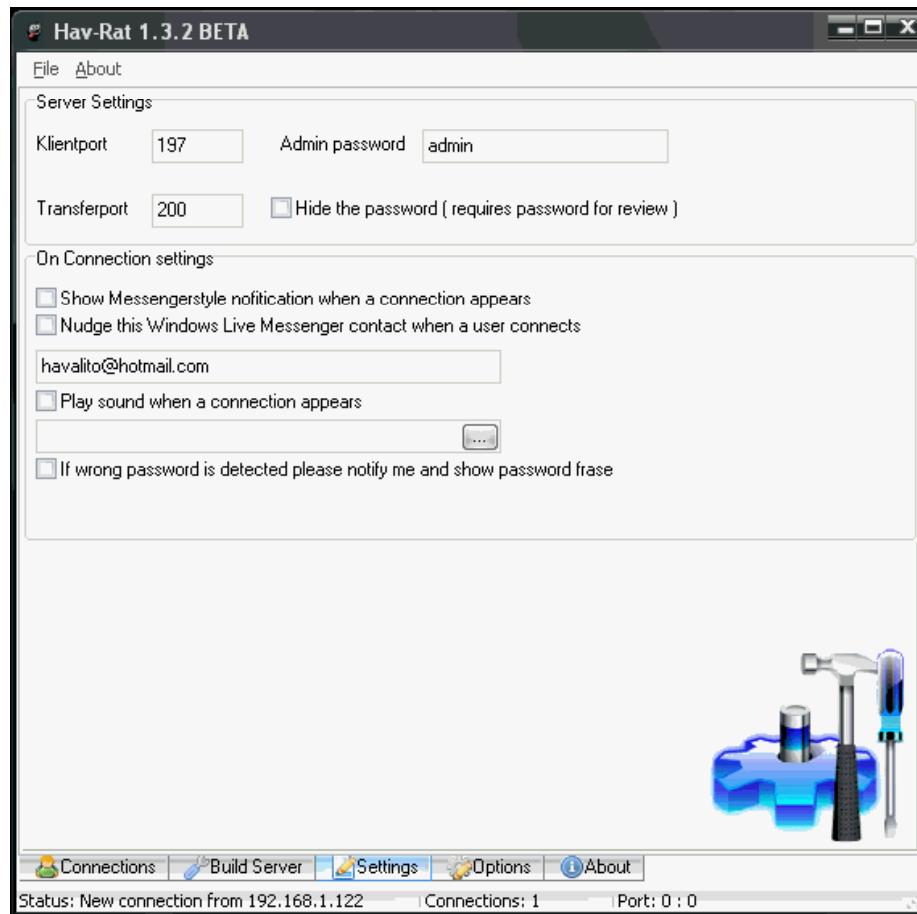 Hav-Rat 1.3.2 BETA
File About
Server Settings
Klientport 197 Admin password admin
Transferport 200 Hide the password ( requires password for review )
On Connection settings
Show Messengerstyle nofitication when a connection appears
Nudge this Windows Live Messenger contact when a user connects
havalito@hotmail.com
Play sound when a connection appears
...
If wrong password is detected please notify me and show password frase
Connections Build Server Settings Options About
Status: New connection from 192.168.1.122 Connections: 1 Port: 0 : 0